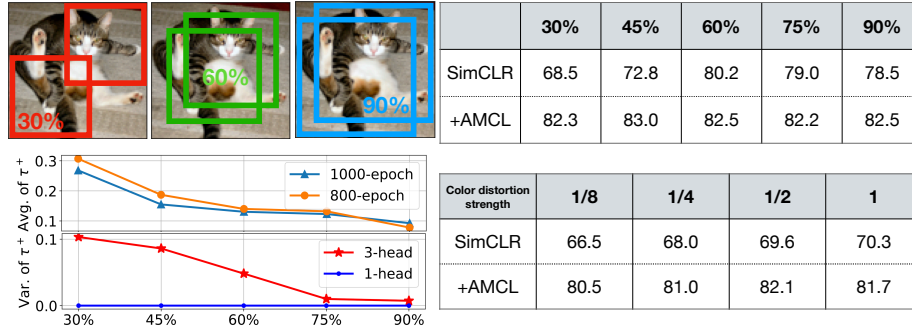 30%
60%
90%
30% 45% 60% 75% 90%
SimCLR 68.5 72.8 80.2 79.0 78.5
+AMCL 82.3 83.0 82.5 82.2 82.5
Avg. of τ⁺
0.3
0.2
0.1
1000-epoch
800-epoch
Var. of τ⁺
0.1
0.0
3-head
1-head
30% 45% 60% 75% 90%
Color distortion
strength
1/8 1/4 1/2 1
SimCLR 66.5 68.0 69.6 70.3
+AMCL 80.5 81.0 82.1 81.7